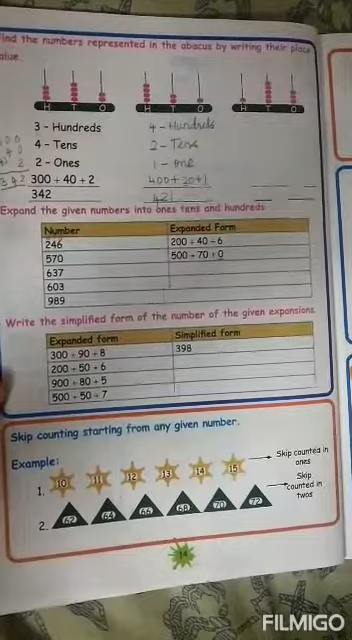 Find the numbers represented in the abacus by writing their place
value.
H T O
H T O
H T O
3 - Hundreds
4 - Hundreds
4 - Tens
2 - Tens
2 - Ones
1 - one
342
300 + 40 + 2
400+20+1
342
421
Expand the given numbers into ones tens and hundreds
Number Expanded Form
246 200 + 40 + 6
570 500 + 70 + 0
637
603
989
Write the simplified form of the number of the given expansions.
Expanded form Simplified form
300 + 90 + 8 398
200 + 50 + 6
900 + 80 + 5
500 + 50 + 7
Skip counting starting from any given number.
Example:
1. 10 11 12 13 14 15 Skip counted in
ones
2. 62 64 66 68 70 72 Skip
counted in
twos
FILMIGO